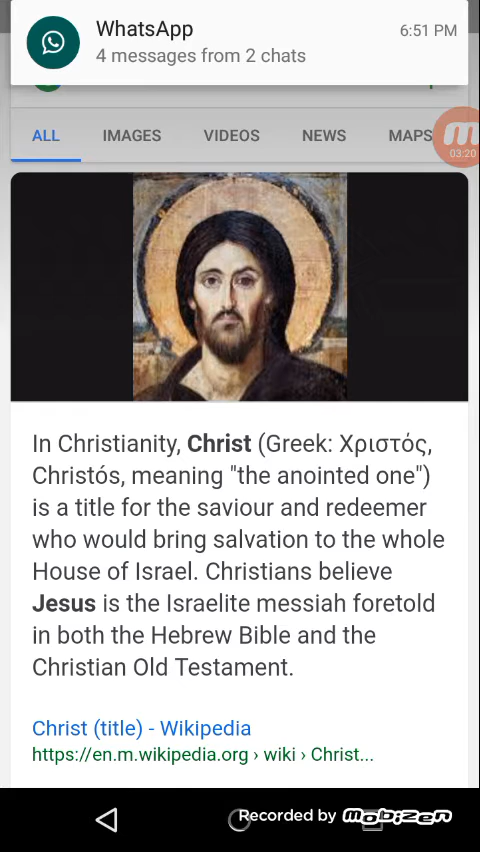 WhatsApp
6:51 PM
4 messages from 2 chats
ALL IMAGES VIDEOS NEWS MAPS
03:20
In Christianity, Christ (Greek: Χριστός,
Christós, meaning "the anointed one")
is a title for the saviour and redeemer
who would bring salvation to the whole
House of Israel. Christians believe
Jesus is the Israelite messiah foretold
in both the Hebrew Bible and the
Christian Old Testament.
Christ (title) - Wikipedia
https://en.m.wikipedia.org › wiki › Christ...
Recorded by Mobizen